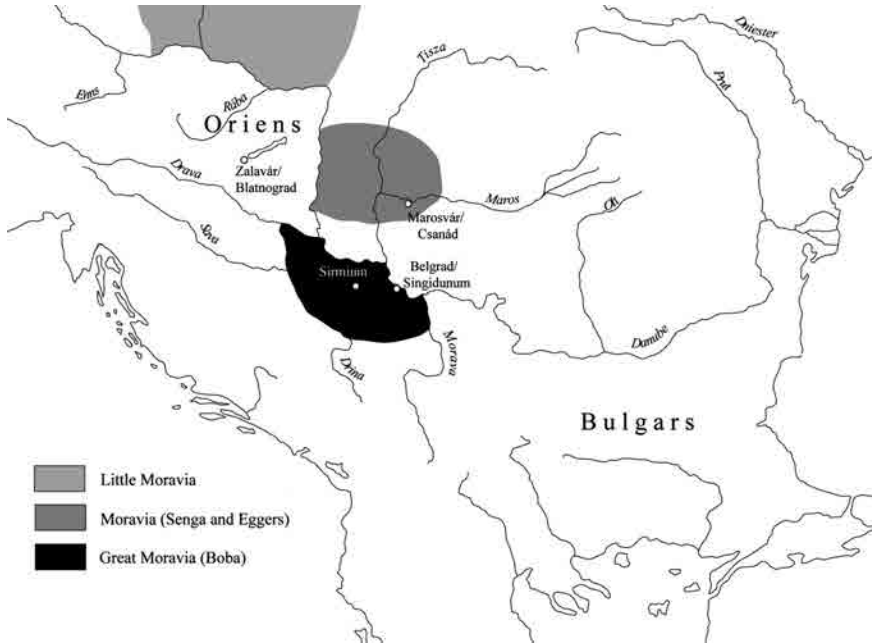 Dniester
Tisza
Prut
Enns
Rába
Oriens
Zalavár/
Blatnograd
Drava
Maros
Olt
Marosvár/
Csanád
Sava
Sirmium
Belgrad/
Singidunum
Drina
Morava
Danube
Bulgars
Little Moravia
Moravia (Senga and Eggers)
Great Moravia (Boba)